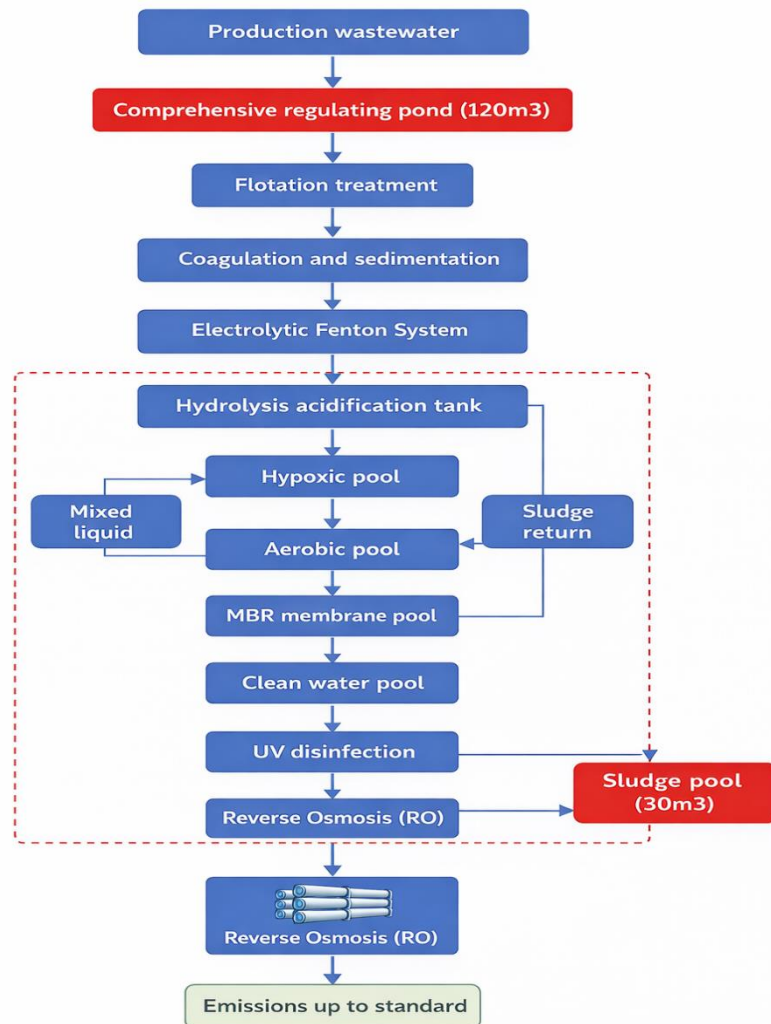 Production wastewater
Comprehensive regulating pond (120m3)
Flotation treatment
Coagulation and sedimentation
Electrolytic Fenton System
Hydrolysis acidification tank
Hypoxic pool
Mixed
liquid
Sludge
return
Aerobic pool
MBR membrane pool
Clean water pool
UV disinfection
Sludge pool
(30m3)
Reverse Osmosis (RO)
Reverse Osmosis (RO)
Emissions up to standard